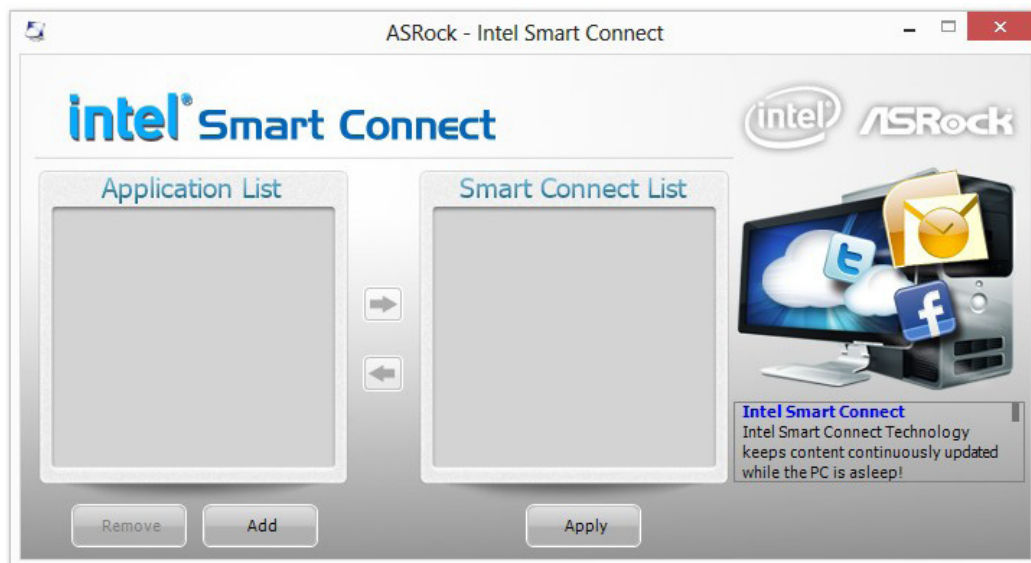 ASRock - Intel Smart Connect
intel® Smart Connect
intel® ASRock
Application List
Smart Connect List
Intel Smart Connect
Intel Smart Connect Technology
keeps content continuously updated
while the PC is asleep!
Remove
Add
Apply